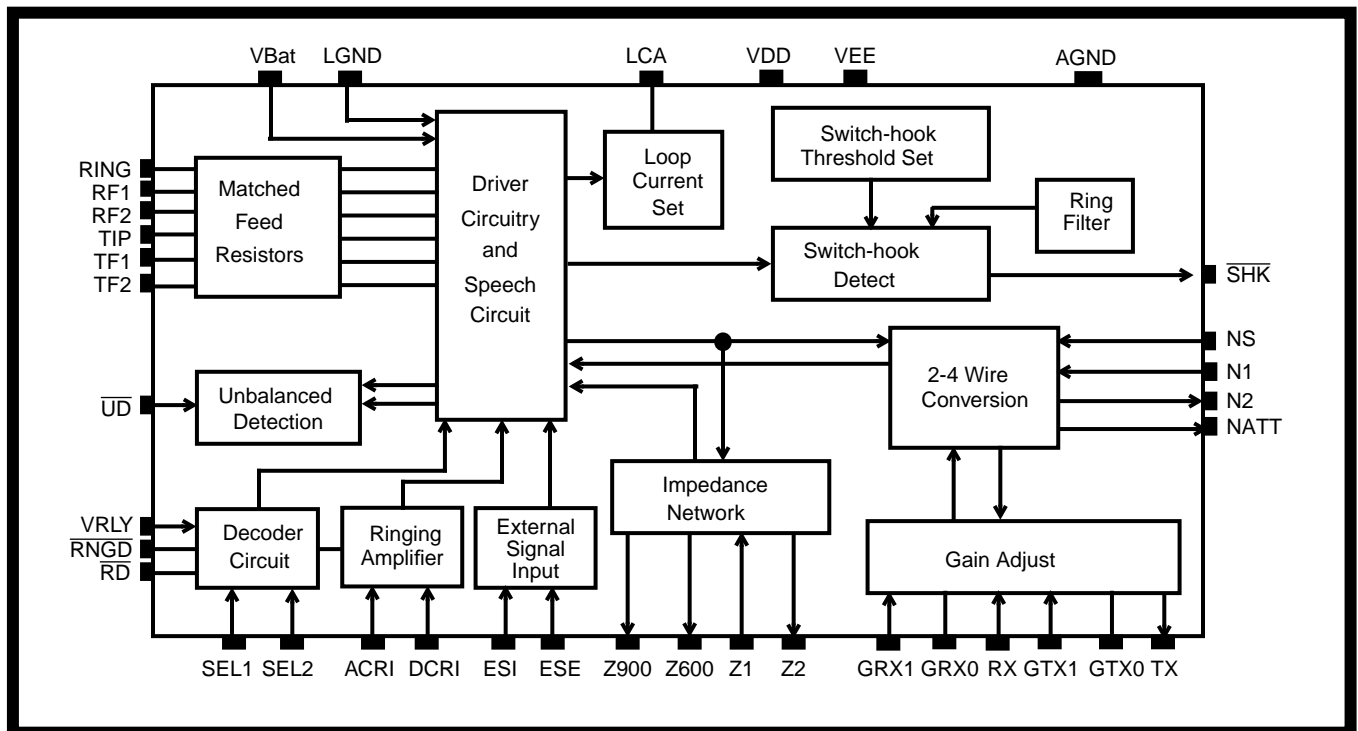 VBat LGND LCA VDD VEE AGND
RING
RF1
RF2
TIP
TF1
TF2
Matched
Feed
Resistors
Driver
Circuitry
and
Speech
Circuit
Loop
Current
Set
Switch-hook
Threshold Set
Ring
Filter
Switch-hook
Detect
SHK
NS
N1
N2
NATT
2-4 Wire
Conversion
UD
Unbalanced
Detection
Impedance
Network
VRLY
RNGD
RD
Decoder
Circuit
Ringing
Amplifier
External
Signal
Input
Gain Adjust
SEL1 SEL2 ACRI DCRI ESI ESE Z900 Z600 Z1 Z2 GRX1 GRX0 RX GTX1 GTX0 TX